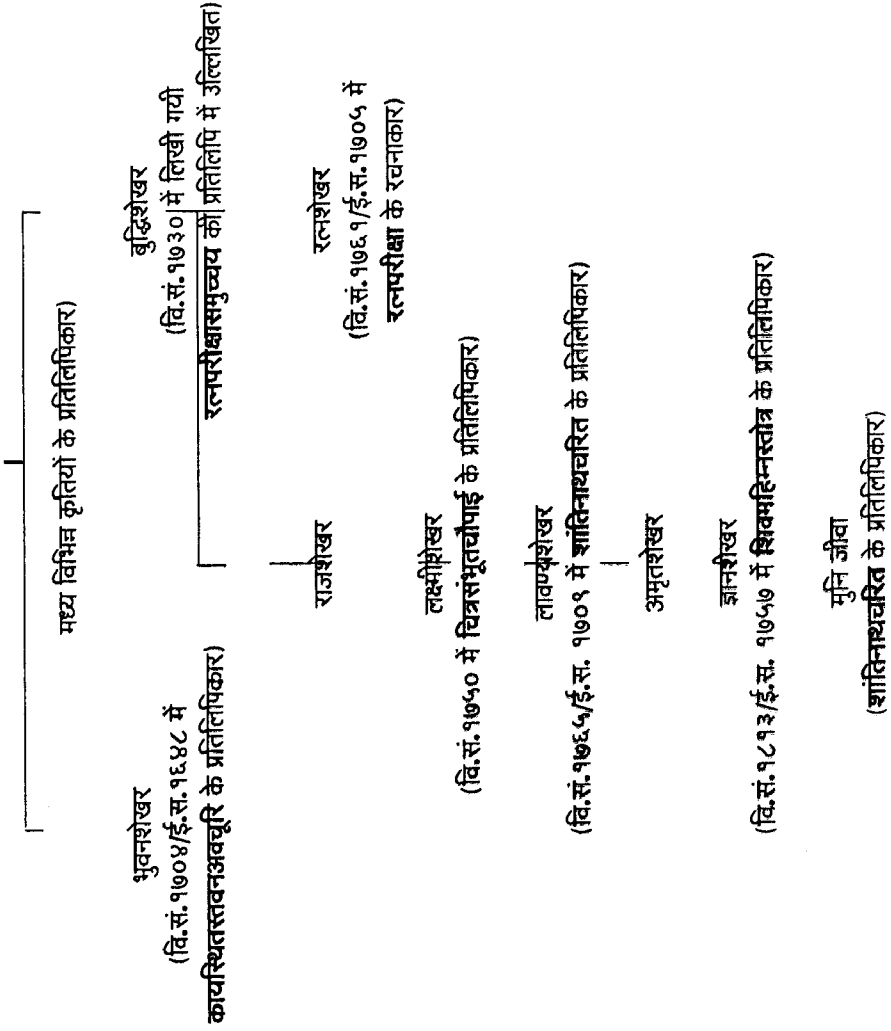 मध्य विभिन्न कृतियों के प्रतिलिपिकार)
भुवनशेखर
(वि.सं.१७०४/ई.स.१६४८ में
कायस्थितस्तवनअवचूरि के प्रतिलिपिकार)
बुद्धिशेखर
(वि.सं.१७३० में लिखी गयी
रत्नपरीक्षासमुच्चय की प्रतिलिपि में उल्लिखित)
राजशेखर
रत्नशेखर
(वि.सं.१७६१/ई.स.१७०५ में
रत्नपरीक्षा के रचनाकार)
लक्ष्मीशेखर
(वि.सं.१७५० में चित्रसंभूतचौपाई के प्रतिलिपिकार)
लावण्यशेखर
(वि.सं.१७६५/ई.स. १७०९ में शांतिनाथचरित के प्रतिलिपिकार)
अमृतशेखर
ज्ञानशेखर
(वि.सं.१८१३/ई.स. १७५७ में शिवमहिम्नस्तोत्र के प्रतिलिपिकार)
मुनि जीवा
(शांतिनाथचरित के प्रतिलिपिकार)